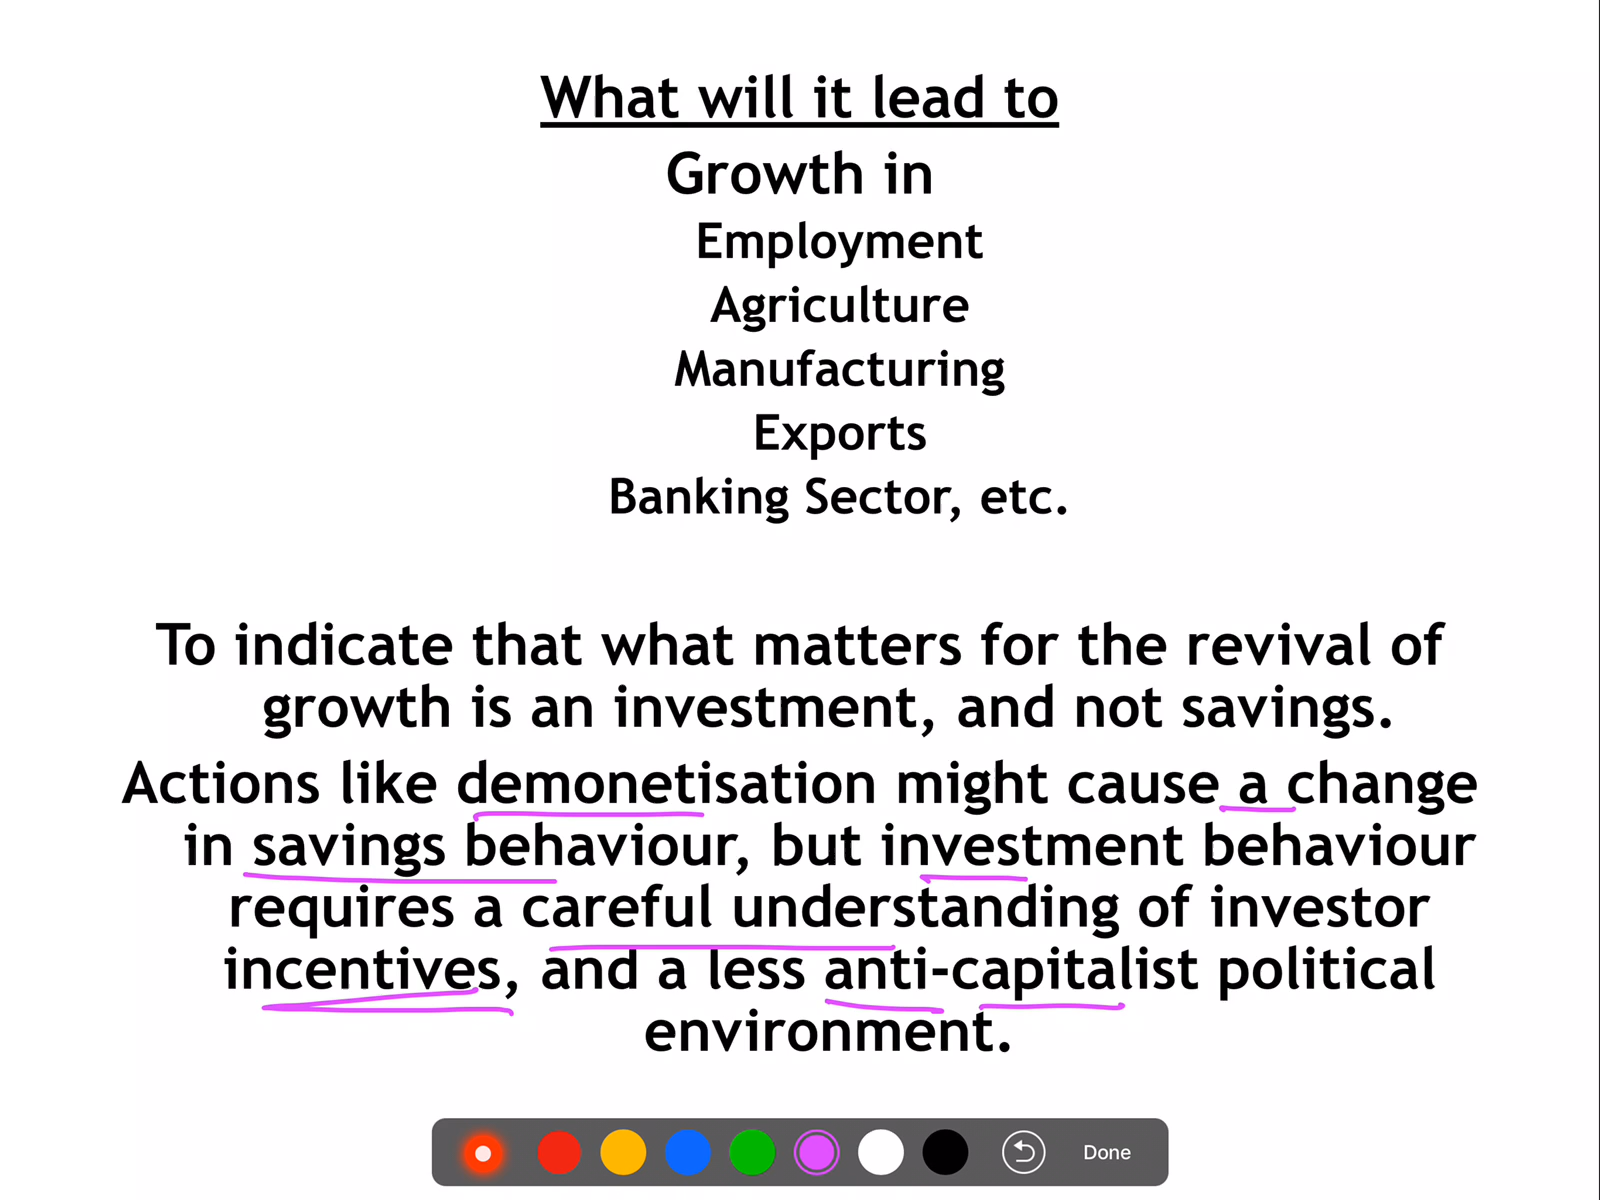 What will it lead to
Growth in
Employment
Agriculture
Manufacturing
Exports
Banking Sector, etc.
To indicate that what matters for the revival of
growth is an investment, and not savings.
Actions like demonetisation might cause a change
in savings behaviour, but investment behaviour
requires a careful understanding of investor
incentives, and a less anti-capitalist political
environment.
Done